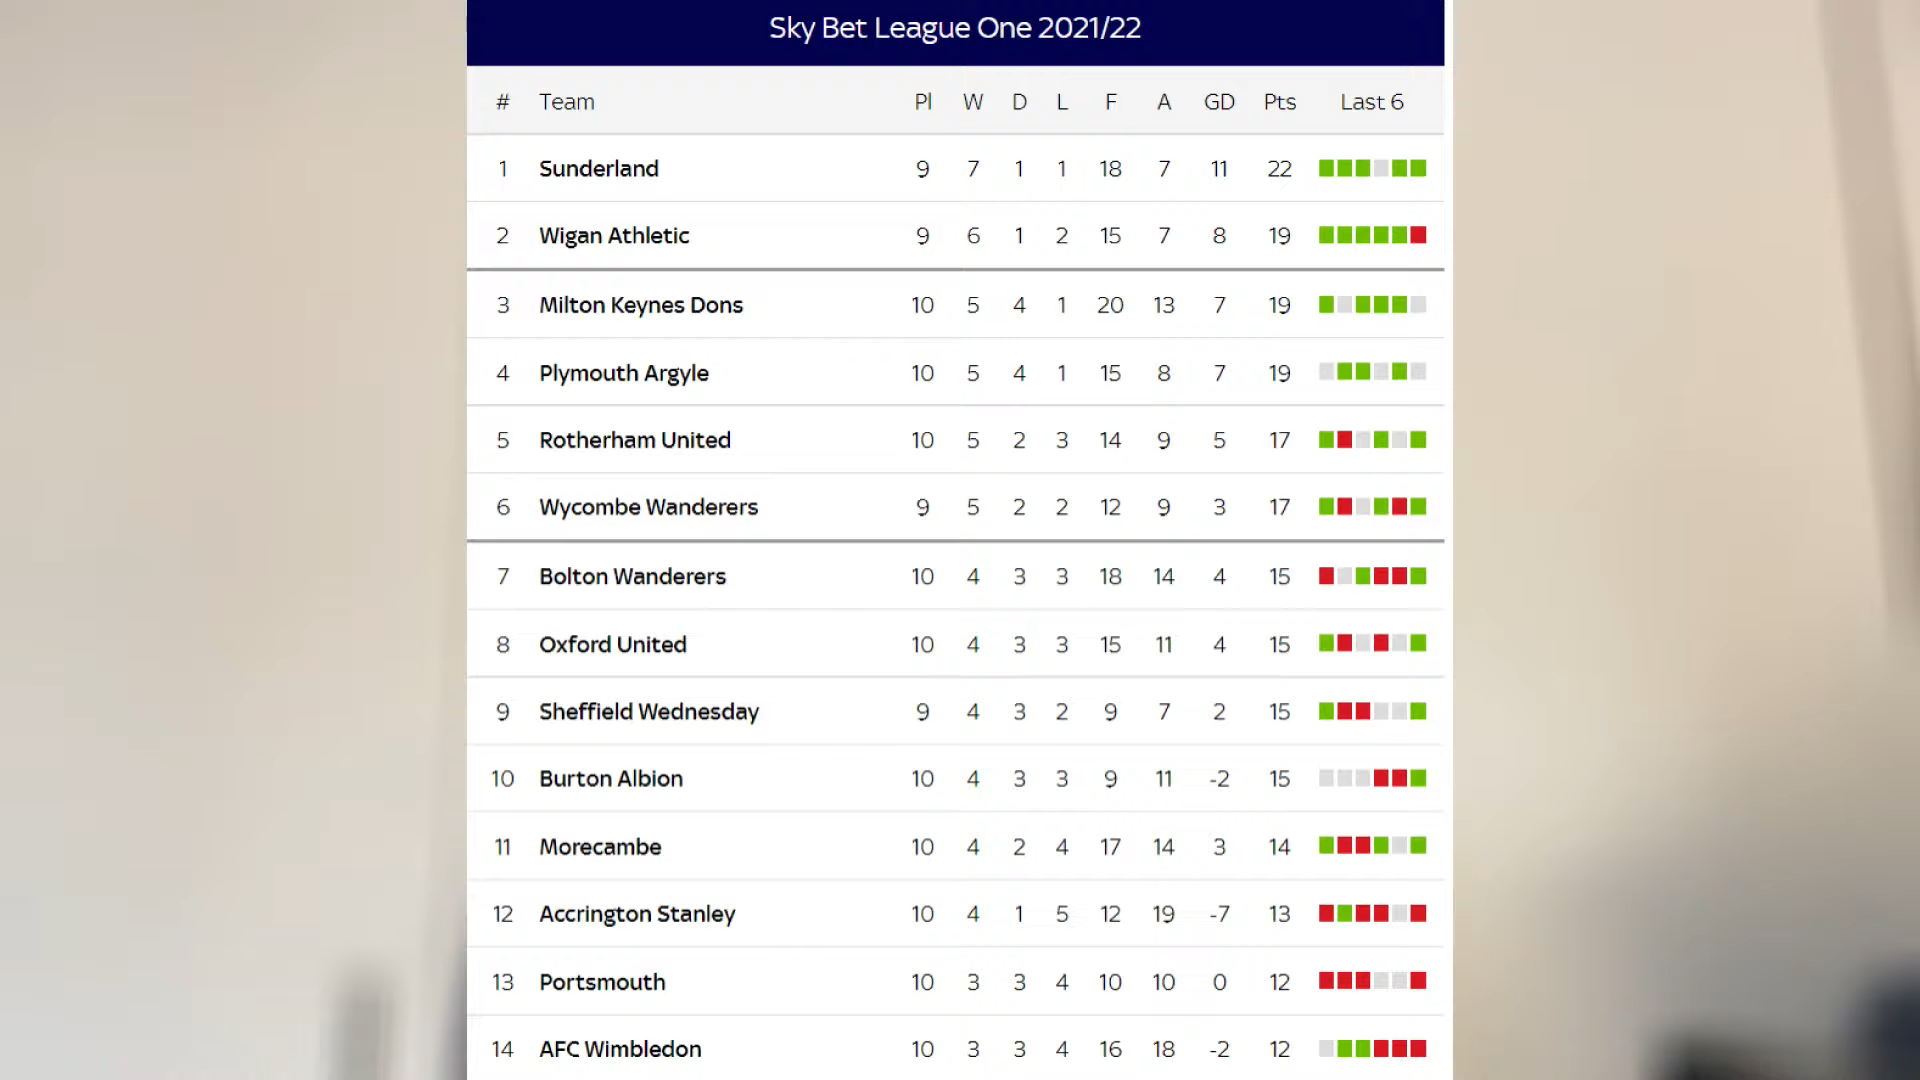 Sky Bet League One 2021/22
# Team Pl W D L F A GD Pts Last 6
1 Sunderland 9 7 1 1 18 7 11 22
2 Wigan Athletic 9 6 1 2 15 7 8 19
3 Milton Keynes Dons 10 5 4 1 20 13 7 19
4 Plymouth Argyle 10 5 4 1 15 8 7 19
5 Rotherham United 10 5 2 3 14 9 5 17
6 Wycombe Wanderers 9 5 2 2 12 9 3 17
7 Bolton Wanderers 10 4 3 3 18 14 4 15
8 Oxford United 10 4 3 3 15 11 4 15
9 Sheffield Wednesday 9 4 3 2 9 7 2 15
10 Burton Albion 10 4 3 3 9 11 -2 15
11 Morecambe 10 4 2 4 17 14 3 14
12 Accrington Stanley 10 4 1 5 12 19 -7 13
13 Portsmouth 10 3 3 4 10 10 0 12
14 AFC Wimbledon 10 3 3 4 16 18 -2 12